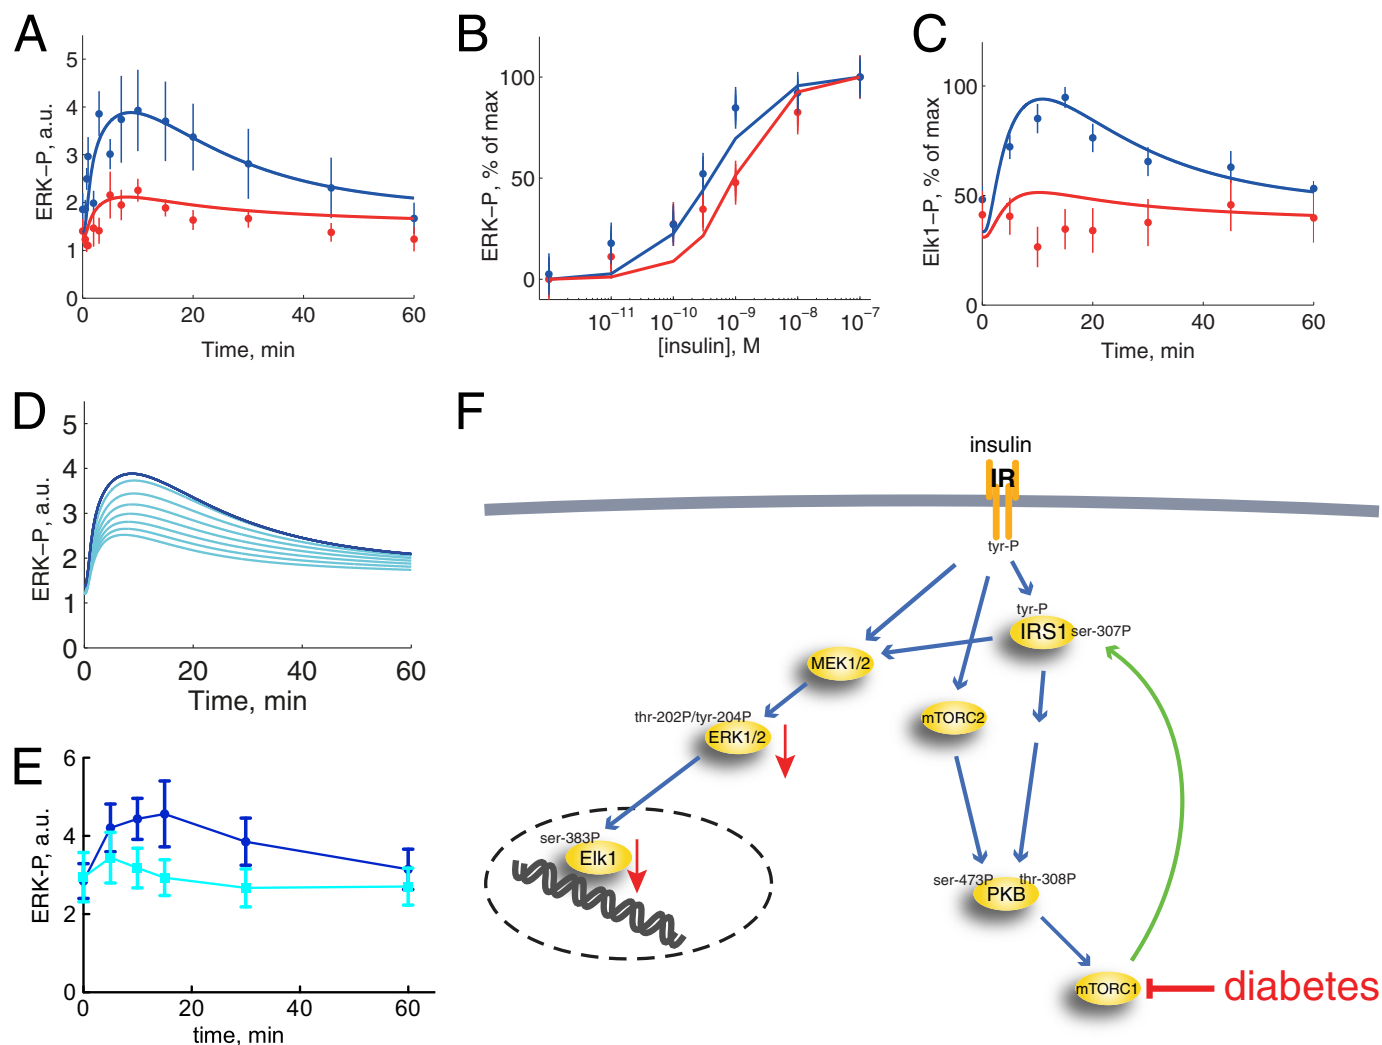 A
5
4
3
2
1
0
ERK–P, a.u.
0
20
40
60
Time, min
B
100
50
0
ERK–P, % of max
10⁻¹¹
10⁻¹⁰
10⁻⁹
10⁻⁸
10⁻⁷
[insulin], M
C
100
50
0
Elk1–P, % of max
0
20
40
60
Time, min
D
5
4
3
2
1
0
ERK–P, a.u.
0
20
40
60
Time, min
E
6
4
2
0
ERK-P, a.u.
0
20
40
60
time, min
F
insulin
IR
tyr-P
tyr-P
IRS1
ser-307P
MEK1/2
thr-202P/tyr-204P
ERK1/2
mTORC2
ser-383P
Elk1
ser-473P
thr-308P
PKB
mTORC1
diabetes